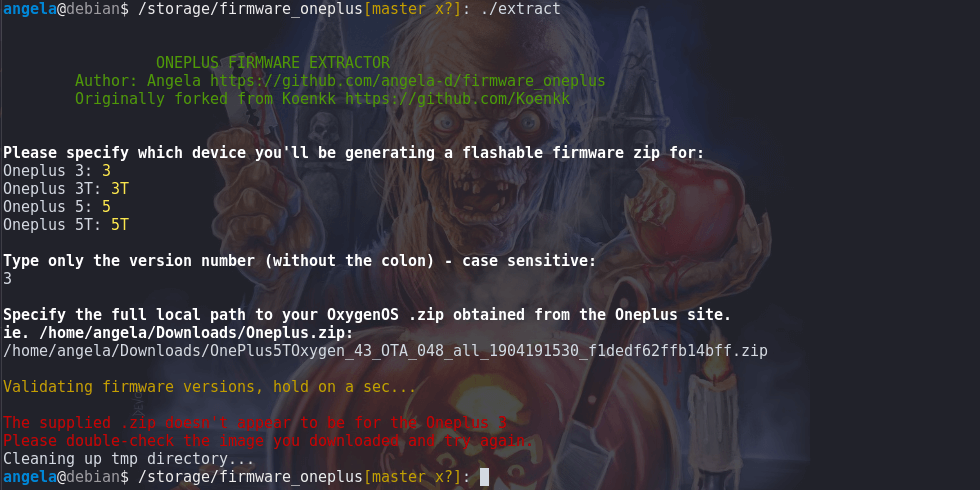 angela@debian$ /storage/firmware_oneplus[master x?]: ./extract
ONEPLUS FIRMWARE EXTRACTOR
Author: Angela https://github.com/angela-d/firmware_oneplus
Originally forked from Koenkk https://github.com/Koenkk
Please specify which device you'll be generating a flashable firmware zip for:
Oneplus 3: 3
Oneplus 3T: 3T
Oneplus 5: 5
Oneplus 5T: 5T
Type only the version number (without the colon) - case sensitive:
3
Specify the full local path to your OxygenOS .zip obtained from the Oneplus site.
ie. /home/angela/Downloads/Oneplus.zip:
/home/angela/Downloads/OnePlus5TOxygen_43_OTA_048_all_1904191530_f1dedf62ffb14bff.zip
Validating firmware versions, hold on a sec...
The supplied .zip doesn't appear to be for the Oneplus 3
Please double-check the image you downloaded and try again.
Cleaning up tmp directory...
angela@debian$ /storage/firmware_oneplus[master x?]: